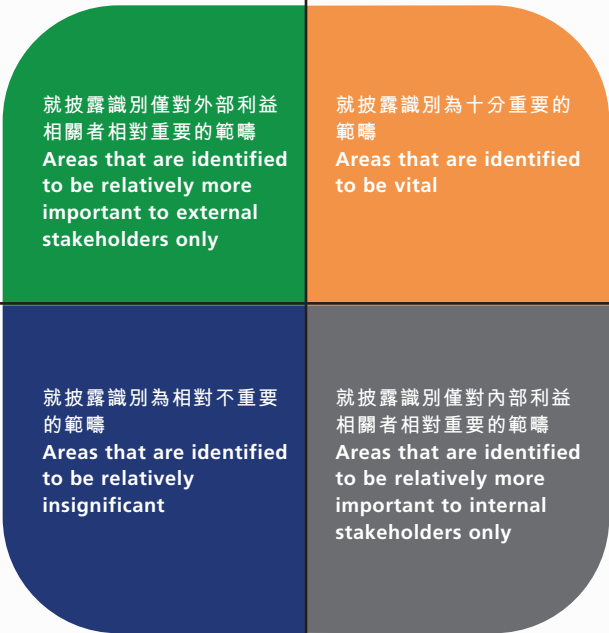 就披露識別僅對外部利益
相關者相對重要的範疇
Areas that are identified
to be relatively more
important to external
stakeholders only
就披露識別為十分重要的
範疇
Areas that are identified
to be vital
就披露識別為相對不重要
的範疇
Areas that are identified
to be relatively
insignificant
就披露識別僅對內部利益
相關者相對重要的範疇
Areas that are identified
to be relatively more
important to internal
stakeholders only